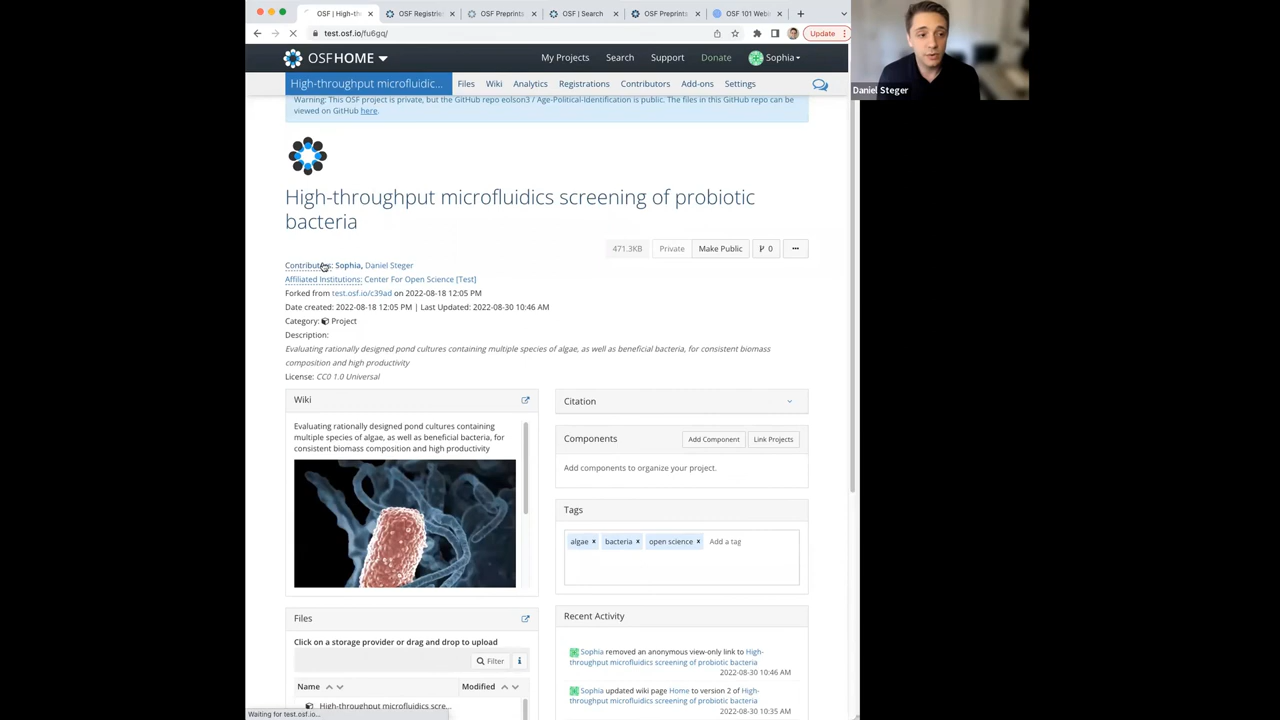 OSF | High-th
OSF Registrie
OSF Preprints
OSF | Search
OSF Preprints
OSF 101 Webi
test.osf.io/fu6gq/
Update
OSFHOME
My Projects
Search
Support
Donate
Sophia
High-throughput microfluidic...
Files
Wiki
Analytics
Registrations
Contributors
Add-ons
Settings
Daniel Steger
Warning: This OSF project is private, but the GitHub repo eolson3 / Age-Political-Identification is public. The files in this GitHub repo can be
viewed on GitHub here.
High-throughput microfluidics screening of probiotic
bacteria
471.3KB
Private
Make Public
0
Contributors: Sophia, Daniel Steger
Affiliated Institutions: Center For Open Science [Test]
Forked from test.osf.io/c39ad on 2022-08-18 12:05 PM
Date created: 2022-08-18 12:05 PM | Last Updated: 2022-08-30 10:46 AM
Category: Project
Description:
Evaluating rationally designed pond cultures containing multiple species of algae, as well as beneficial bacteria, for consistent biomass
composition and high productivity
License: CC0 1.0 Universal
Wiki
Evaluating rationally designed pond cultures containing
multiple species of algae, as well as beneficial bacteria, for
consistent biomass composition and high productivity
Citation
Components
Add Component
Link Projects
Add components to organize your project.
Tags
algae x
bacteria x
open science x
Add a tag
Files
Click on a storage provider or drag and drop to upload
Filter
i
Name
Modified
High-throughput microfluidics scre...
Recent Activity
Sophia removed an anonymous view-only link to High-
throughput microfluidics screening of probiotic bacteria
2022-08-30 10:46 AM
Sophia updated wiki page Home to version 2 of High-
throughput microfluidics screening of probiotic bacteria
2022-08-30 10:35 AM
Waiting for test.osf.io...